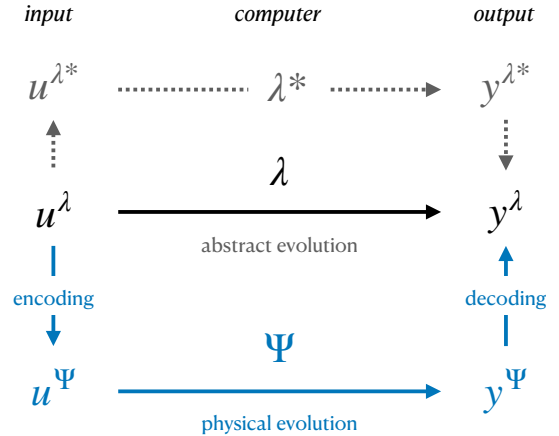 input computer output
u^λ* λ* y^λ*
λ
u^λ y^λ
abstract evolution
encoding decoding
Ψ
u^Ψ y^Ψ
physical evolution